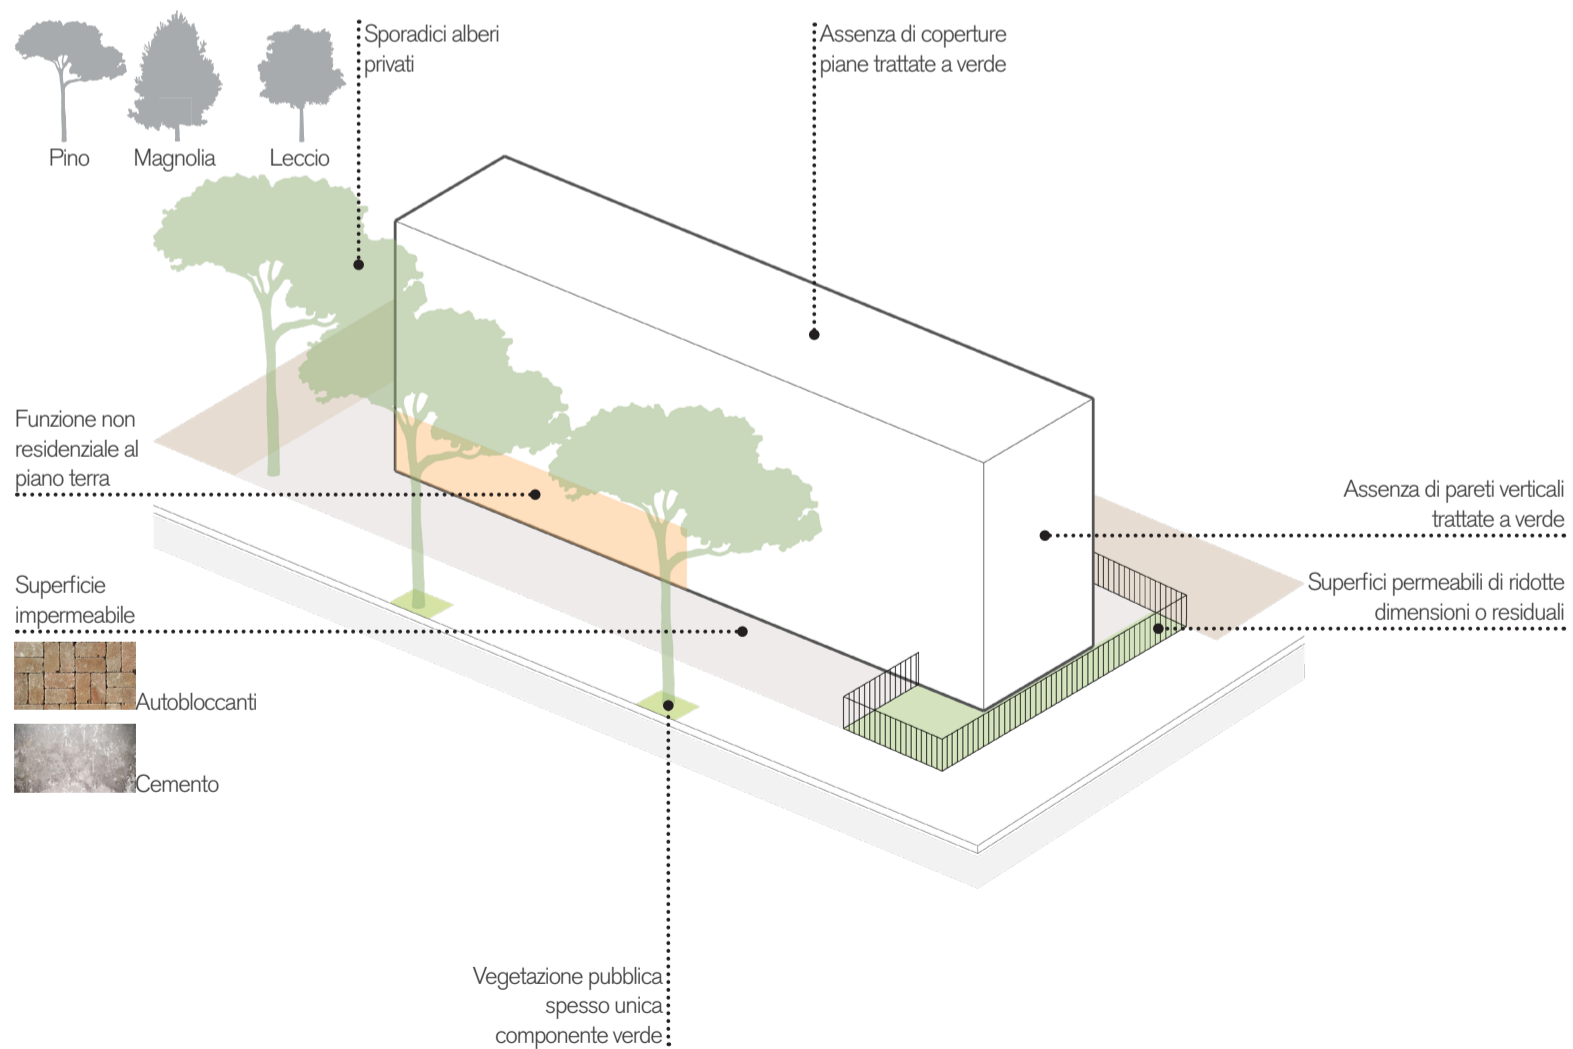 Sporadici alberi
privati
Assenza di coperture
piane trattate a verde
Pino
Magnolia
Leccio
Funzione non
residenziale al
piano terra
Assenza di pareti verticali
trattate a verde
Superficie
impermeabile
Superfici permeabili di ridotte
dimensioni o residuali
Autobloccanti
Cemento
Vegetazione pubblica
spesso unica
componente verde